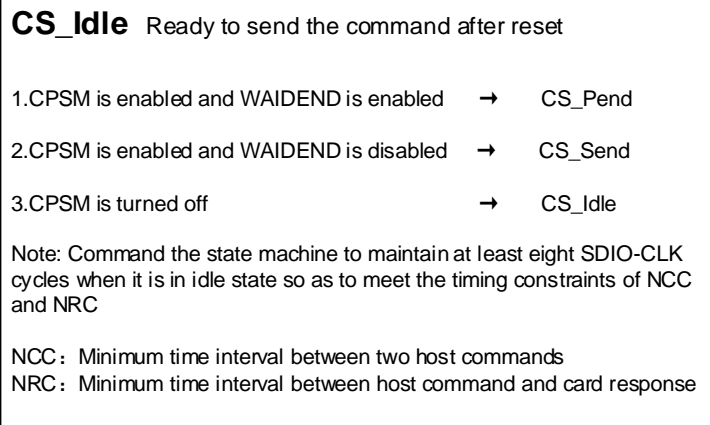 CS_Idle Ready to send the command after reset
1.CPSM is enabled and WAIDEND is enabled → CS_Pend
2.CPSM is enabled and WAIDEND is disabled → CS_Send
3.CPSM is turned off → CS_Idle
Note: Command the state machine to maintain at least eight SDIO-CLK
cycles when it is in idle state so as to meet the timing constraints of NCC
and NRC
NCC：Minimum time interval between two host commands
NRC：Minimum time interval between host command and card response